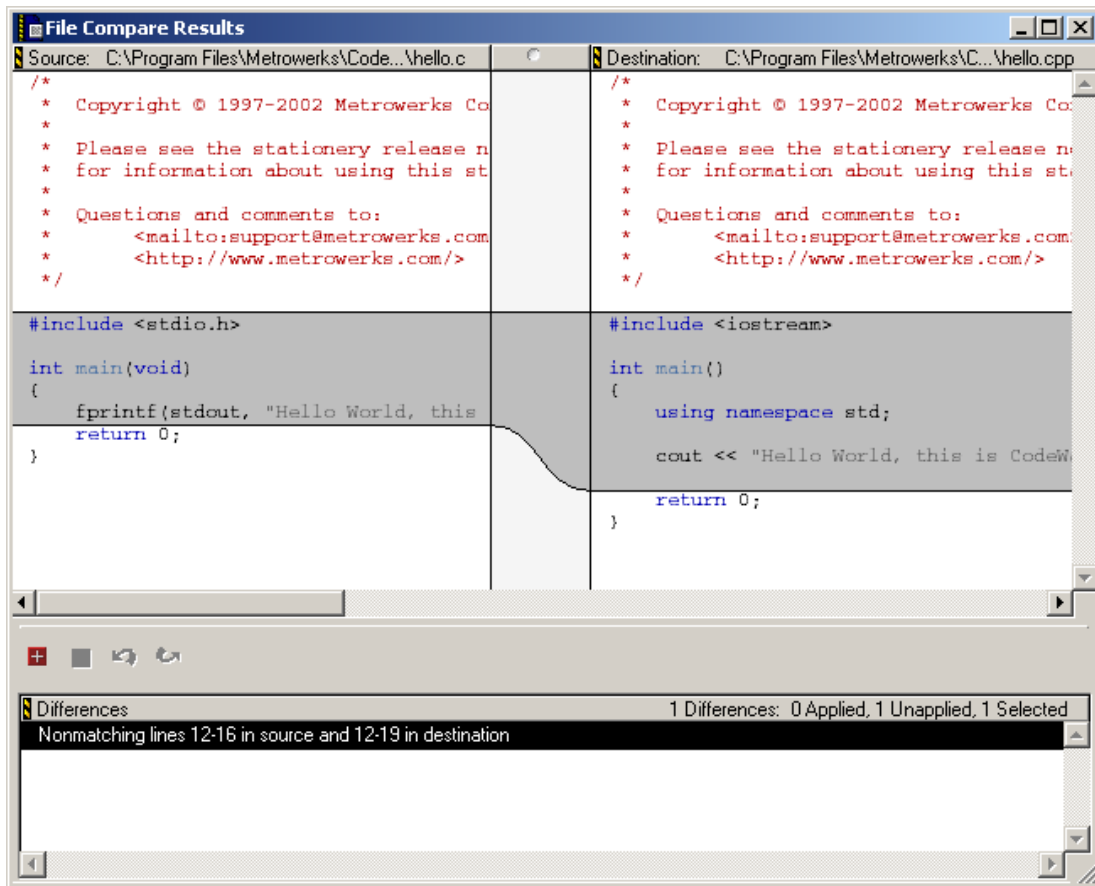 File Compare Results
Source: C:\Program Files\Metrowerks\Code...\hello.c
Destination: C:\Program Files\Metrowerks\C...\hello.cpp
/*
 *  Copyright © 1997-2002 Metrowerks Co
 *
 *  Please see the stationery release n
 *  for information about using this st
 *
 *  Questions and comments to:
 *       <mailto:support@metrowerks.com
 *       <http://www.metrowerks.com/>
 */
#include <stdio.h>
int main(void)
{
    fprintf(stdout, "Hello World, this
    return 0;
}
/*
 *  Copyright © 1997-2002 Metrowerks Co
 *
 *  Please see the stationery release n
 *  for information about using this st
 *
 *  Questions and comments to:
 *       <mailto:support@metrowerks.com
 *       <http://www.metrowerks.com/>
 */
#include <iostream>
int main()
{
    using namespace std;
    cout << "Hello World, this is CodeW
    return 0;
}
Differences
1 Differences: 0 Applied, 1 Unapplied, 1 Selected
Nonmatching lines 12-16 in source and 12-19 in destination